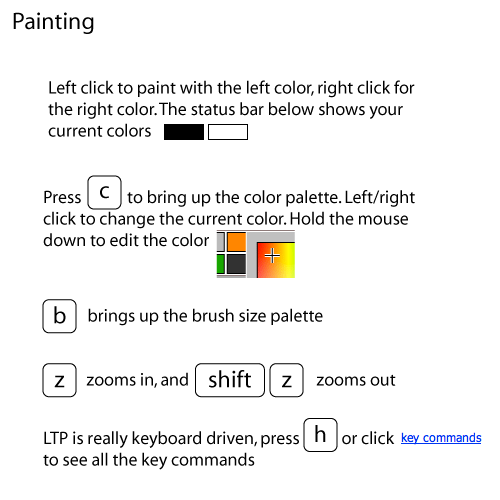 Painting
Left click to paint with the left color, right click for
the right color. The status bar below shows your
current colors
Press c to bring up the color palette. Left/right
click to change the current color. Hold the mouse
down to edit the color
b brings up the brush size palette
z zooms in, and shift z zooms out
LTP is really keyboard driven, press h or click key commands
to see all the key commands